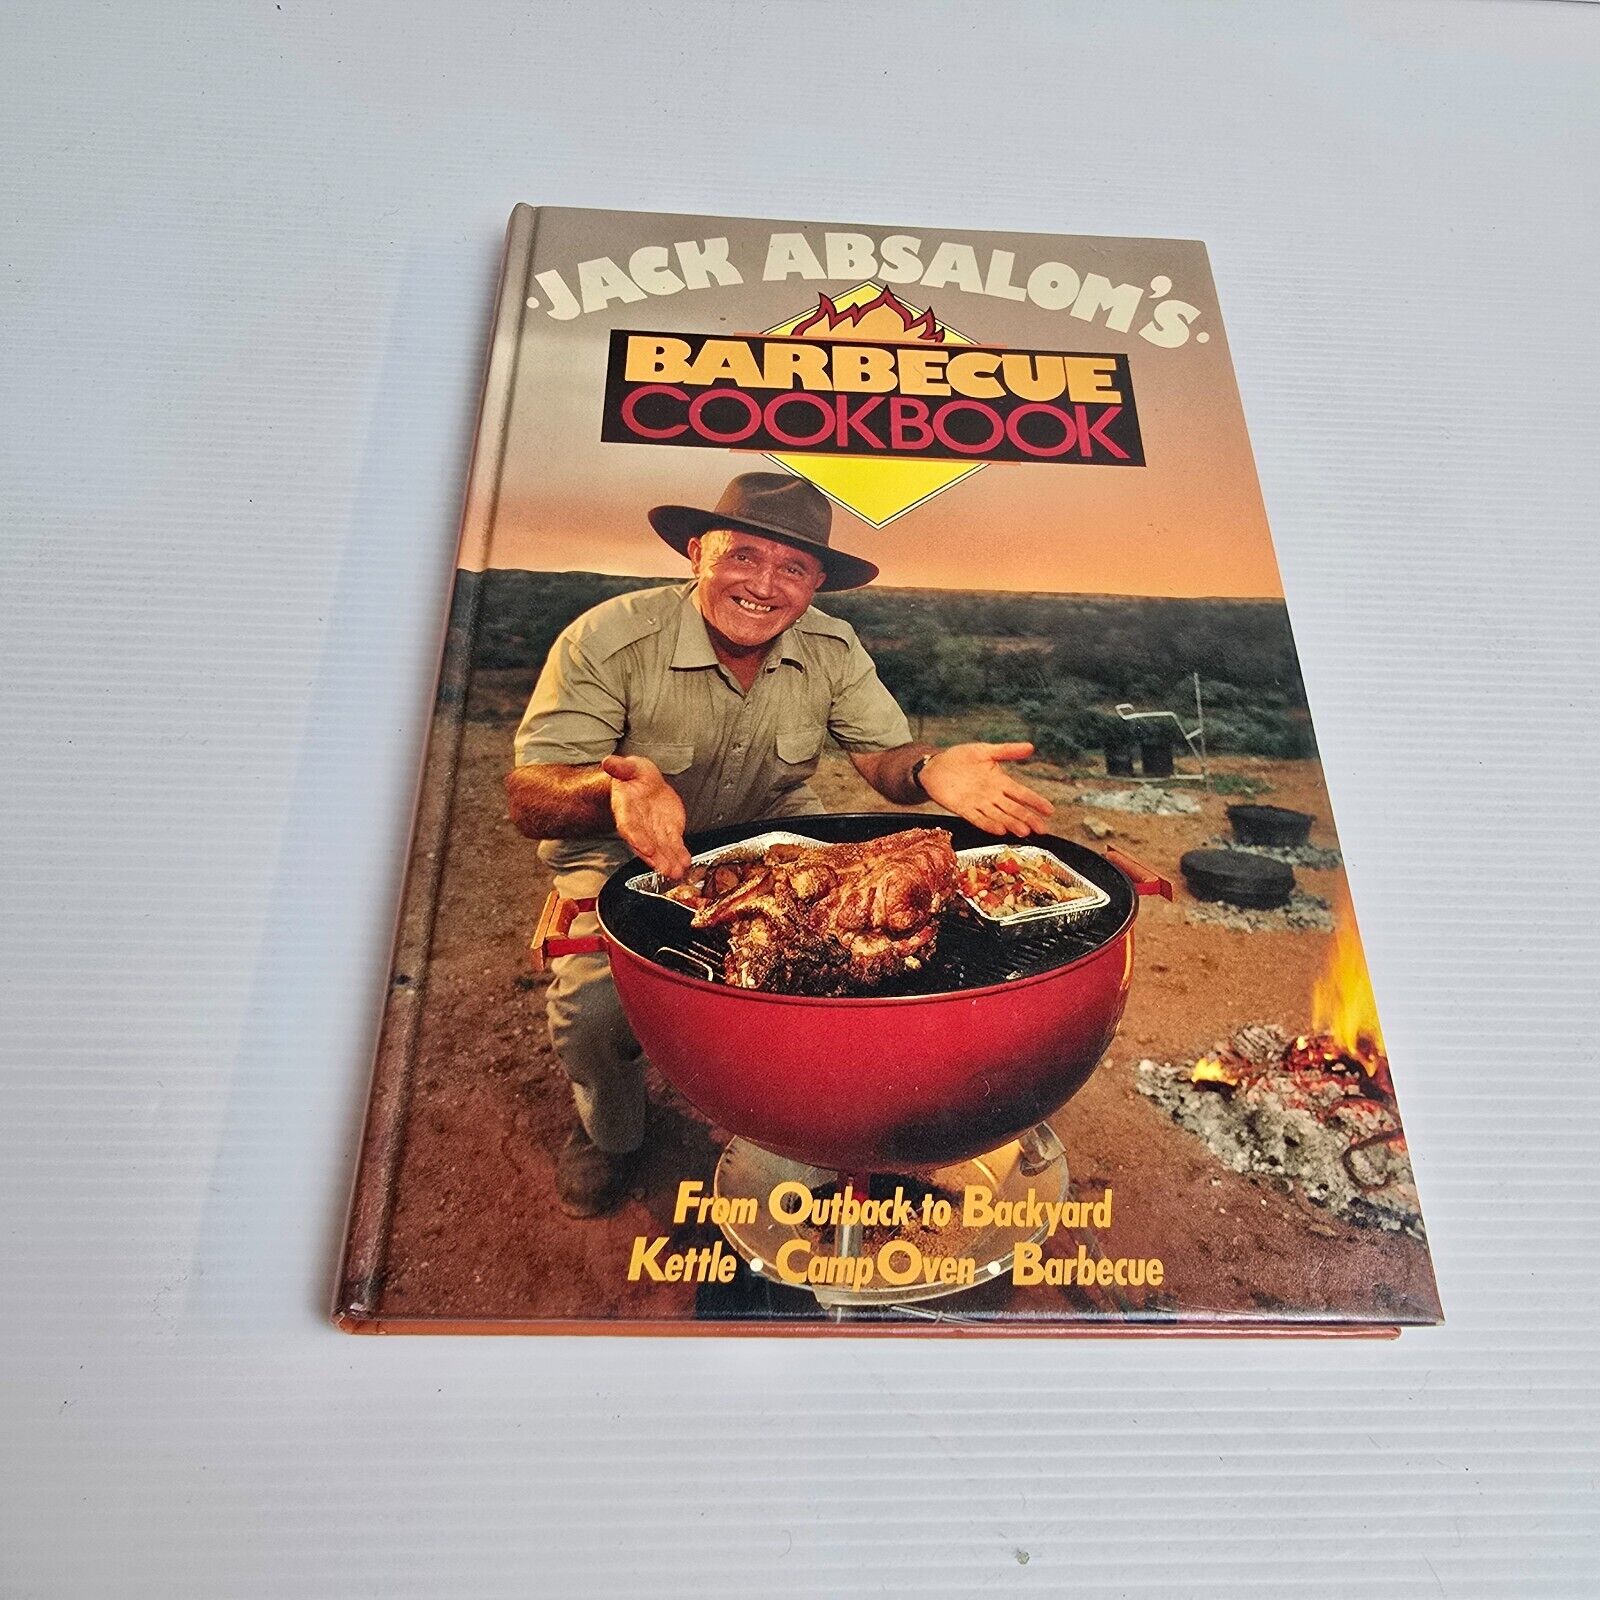 JACK ABSALOM'S
BARBECUE
COOKBOOK
From Outback to Backyard
Kettle • Camp Oven • Barbecue